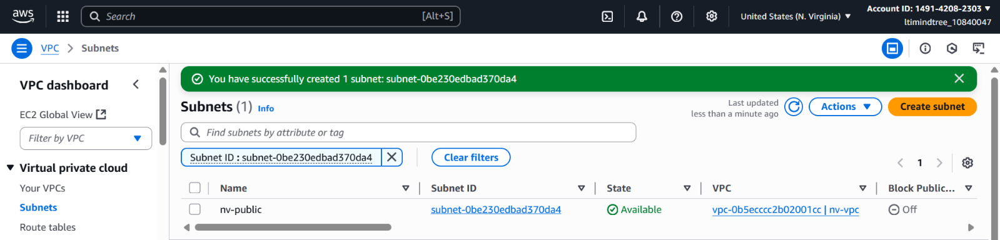 aws
Search [Alt+S]
United States (N. Virginia)
Account ID: 1491-4208-2303
ltimindtree_10840047
VPC > Subnets
VPC dashboard
EC2 Global View
Filter by VPC
Virtual private cloud
Your VPCs
Subnets
Route tables
You have successfully created 1 subnet: subnet-0be230edbad370da4
Subnets (1) Info
Last updated
less than a minute ago
Actions
Create subnet
Find subnets by attribute or tag
Subnet ID : subnet-0be230edbad370da4
Clear filters
1
Name Subnet ID State VPC Block Public...
nv-public subnet-0be230edbad370da4 Available vpc-0b5ecccc2b02001cc | nv-vpc Off